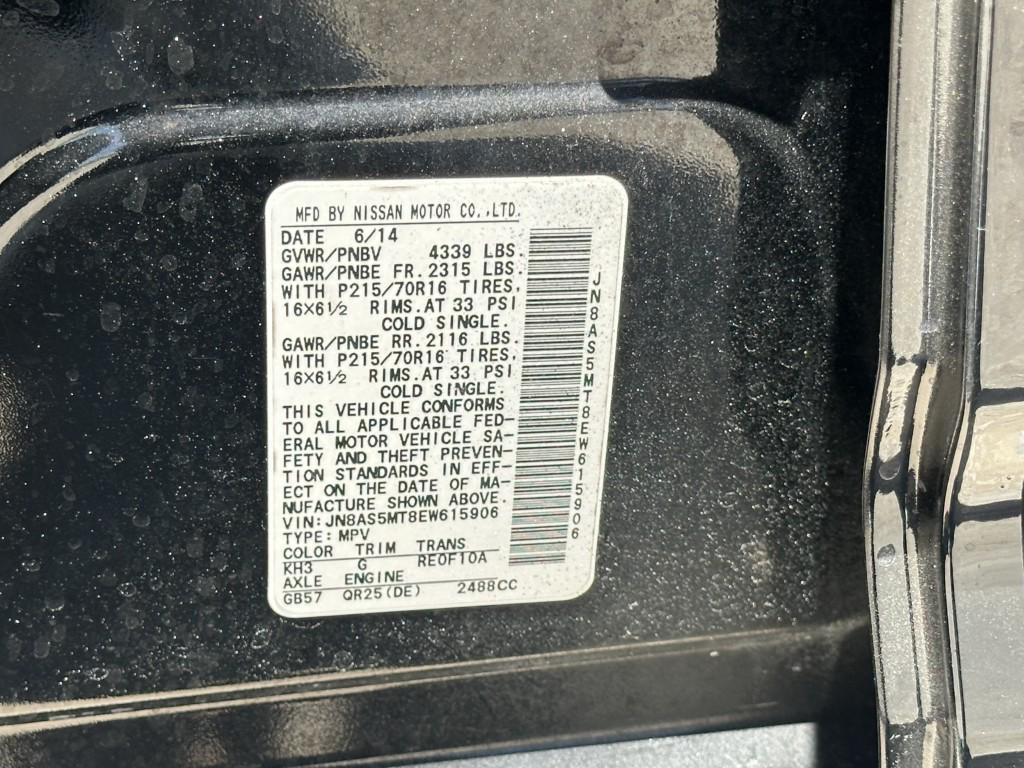 MFD BY NISSAN MOTOR CO.,LTD.
DATE 6/14
GVWR/PNBV 4339 LBS.
GAWR/PNBE FR.2315 LBS.
WITH P215/70R16 TIRES,
16X6½ RIMS.AT 33 PSI
COLD SINGLE.
GAWR/PNBE RR.2116 LBS.
WITH P215/70R16 TIRES,
16X6½ RIMS.AT 33 PSI
COLD SINGLE.
THIS VEHICLE CONFORMS
TO ALL APPLICABLE FED-
ERAL MOTOR VEHICLE SA-
FETY AND THEFT PREVEN-
TION STANDARDS IN EFF-
ECT ON THE DATE OF MA-
NUFACTURE SHOWN ABOVE.
VIN:JN8AS5MT8EW615906
TYPE:MPV
COLOR TRIM TRANS
KH3 G RE0F10A
AXLE ENGINE
GB57 QR25(DE) 2488CC
JN8AS5MT8EW615906